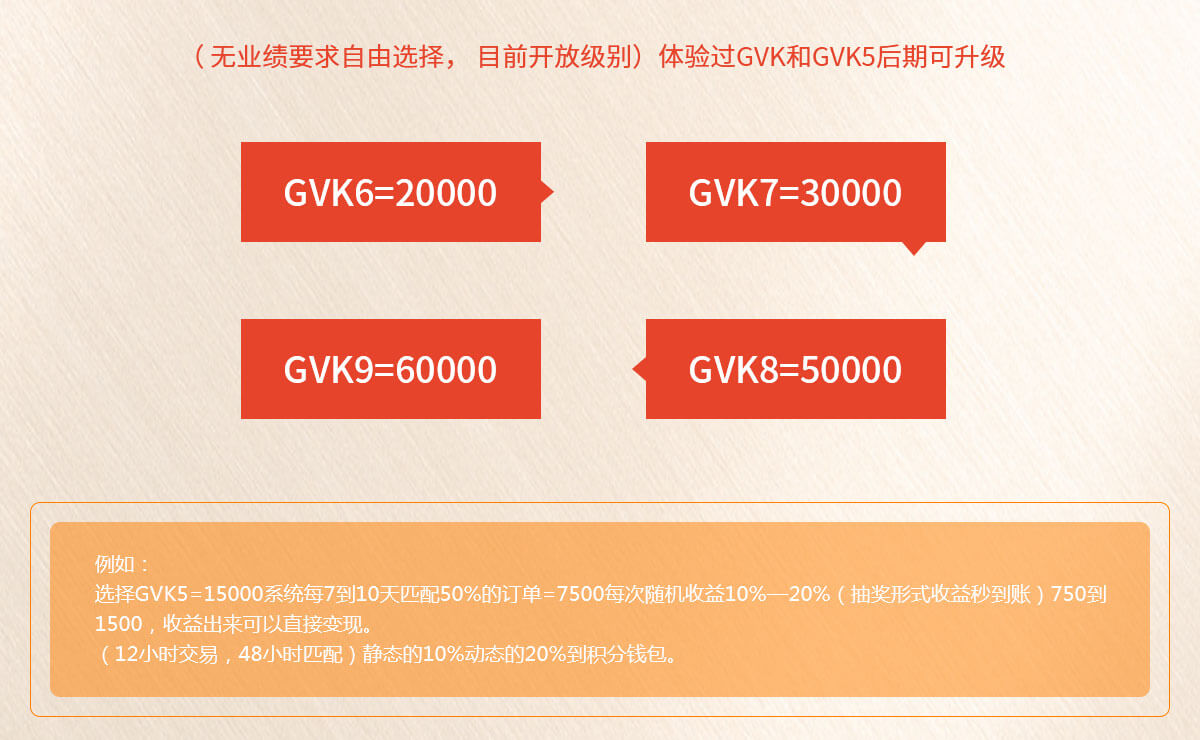 （无业绩要求自由选择， 目前开放级别）体验过GVK和GVK5后期可升级
GVK6=20000
GVK7=30000
GVK9=60000
GVK8=50000
例如：
选择GVK5=15000系统每7到10天匹配50%的订单=7500每次随机收益10%—20%（抽奖形式收益秒到账）750到
1500，收益出来可以直接变现。
（12小时交易，48小时匹配）静态的10%动态的20%到积分钱包。